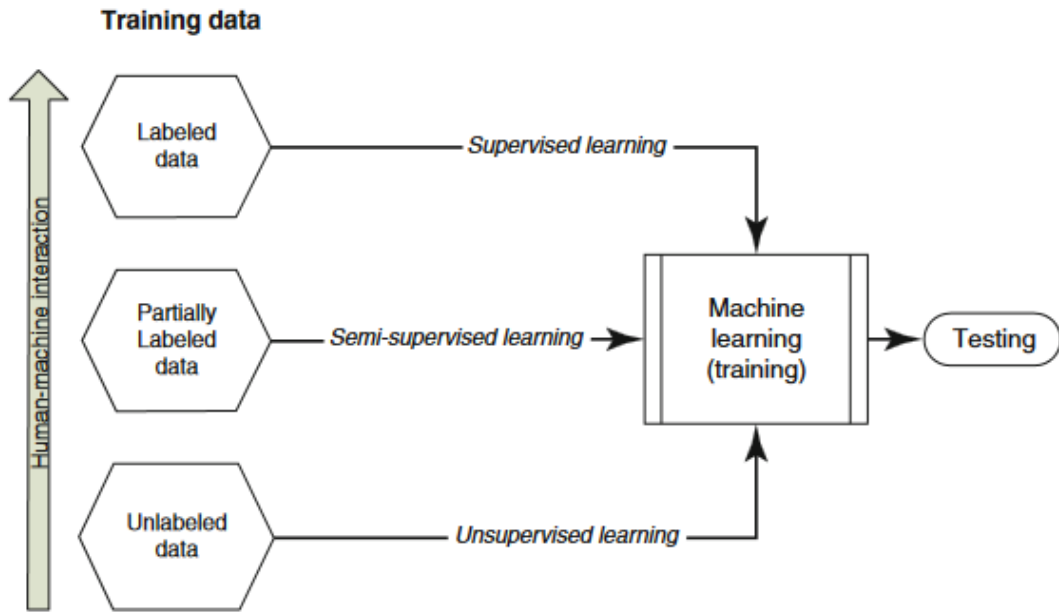 Training data
Human-machine interaction
Labeled
data
Supervised learning
Partially
Labeled
data
Semi-supervised learning
Machine
learning
(training)
Testing
Unlabeled
data
Unsupervised learning